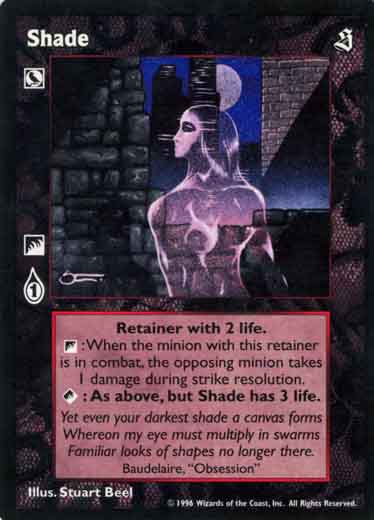 Shade
1
Retainer with 2 life.
:When the minion with this retainer
is in combat, the opposing minion takes
1 damage during strike resolution.
: As above, but Shade has 3 life.
Yet even your darkest shade a canvas forms
Whereon my eye must multiply in swarms
Familiar looks of shapes no longer there.
Baudelaire, "Obsession"
Illus. Stuart Beel
© 1996 Wizards of the Coast, Inc. All Rights Reserved.